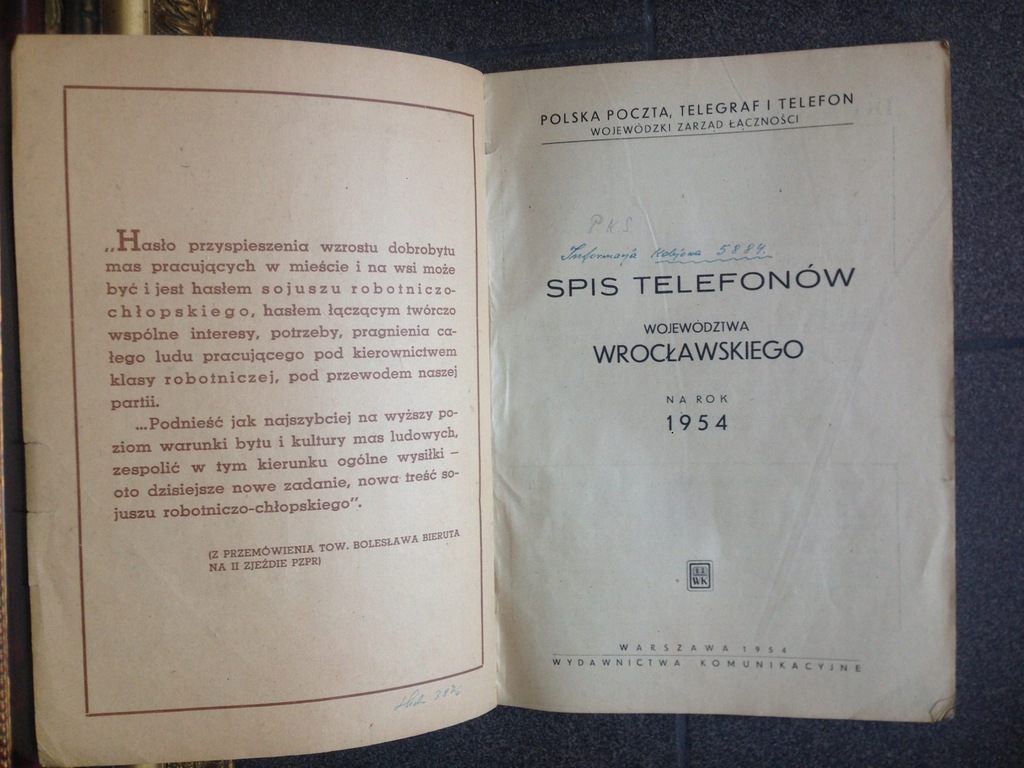 „Hasło przyspieszenia wzrostu dobrobytu
mas pracujących w mieście i na wsi może
być i jest hasłem sojuszu robotniczo-
chłopskiego, hasłem łączącym twórczo
wspólne interesy, potrzeby, pragnienia ca-
łego ludu pracującego pod kierownictwem
klasy robotniczej, pod przewodem naszej
partii.
...Podnieść jak najszybciej na wyższy po-
ziom warunki bytu i kultury mas ludowych,
zespolić w tym kierunku ogólne wysiłki —
oto dzisiejsze nowe zadanie, nowa treść so-
juszu robotniczo-chłopskiego”.
(Z PRZEMÓWIENIA TOW. BOLESŁAWA BIERUTA
NA II ZJEŹDZIE PZPR)
POLSKA POCZTA, TELEGRAF I TELEFON
WOJEWÓDZKI ZARZĄD ŁĄCZNOŚCI
P.K.S.
Informacja Kolejowa 5884
SPIS TELEFONÓW
WOJEWÓDZTWA
WROCŁAWSKIEGO
NA ROK
1954
WK
WARSZAWA 1954
WYDAWNICTWA KOMUNIKACYJNE